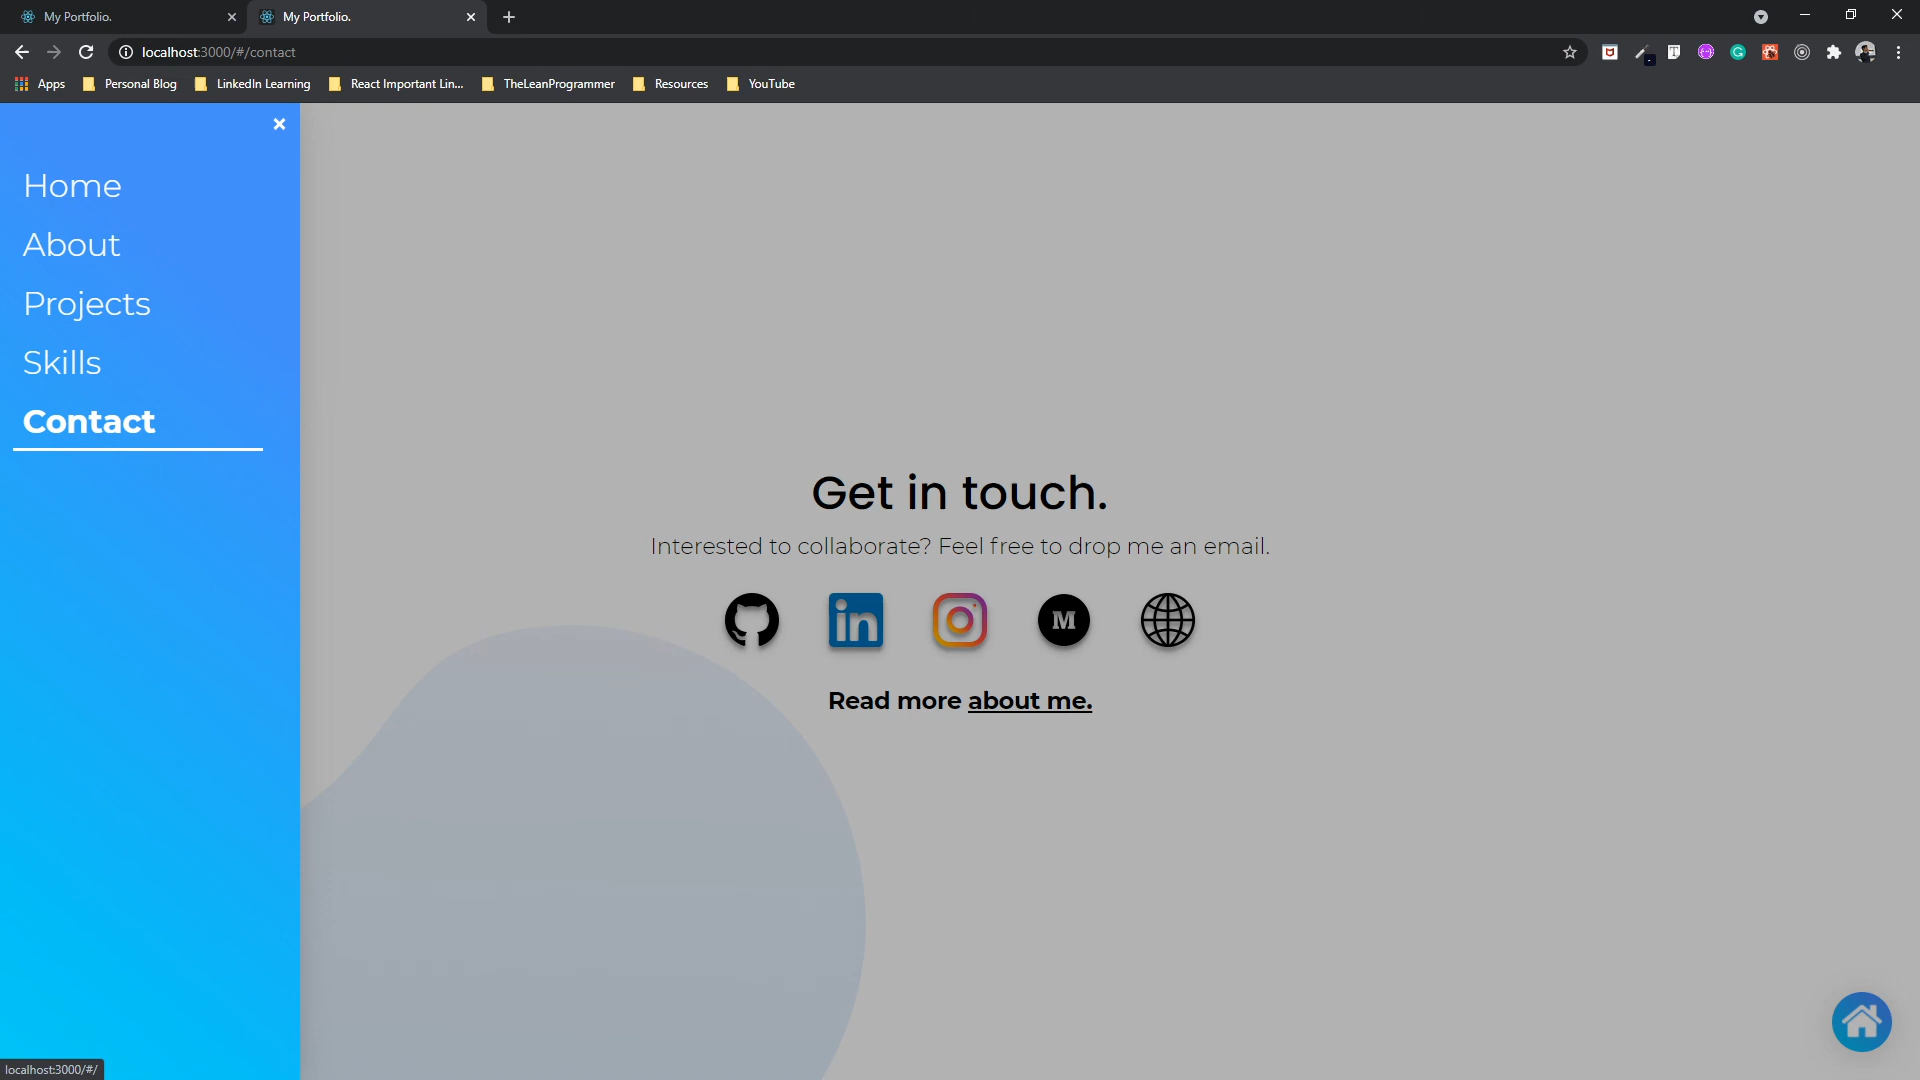 My Portfolio.
My Portfolio.
localhost:3000/#/contact
Apps
Personal Blog
LinkedIn Learning
React Important Lin...
TheLeanProgrammer
Resources
YouTube
Home
About
Projects
Skills
Contact
Get in touch.
Interested to collaborate? Feel free to drop me an email.
in
M
Read more about me.
localhost:3000/#/